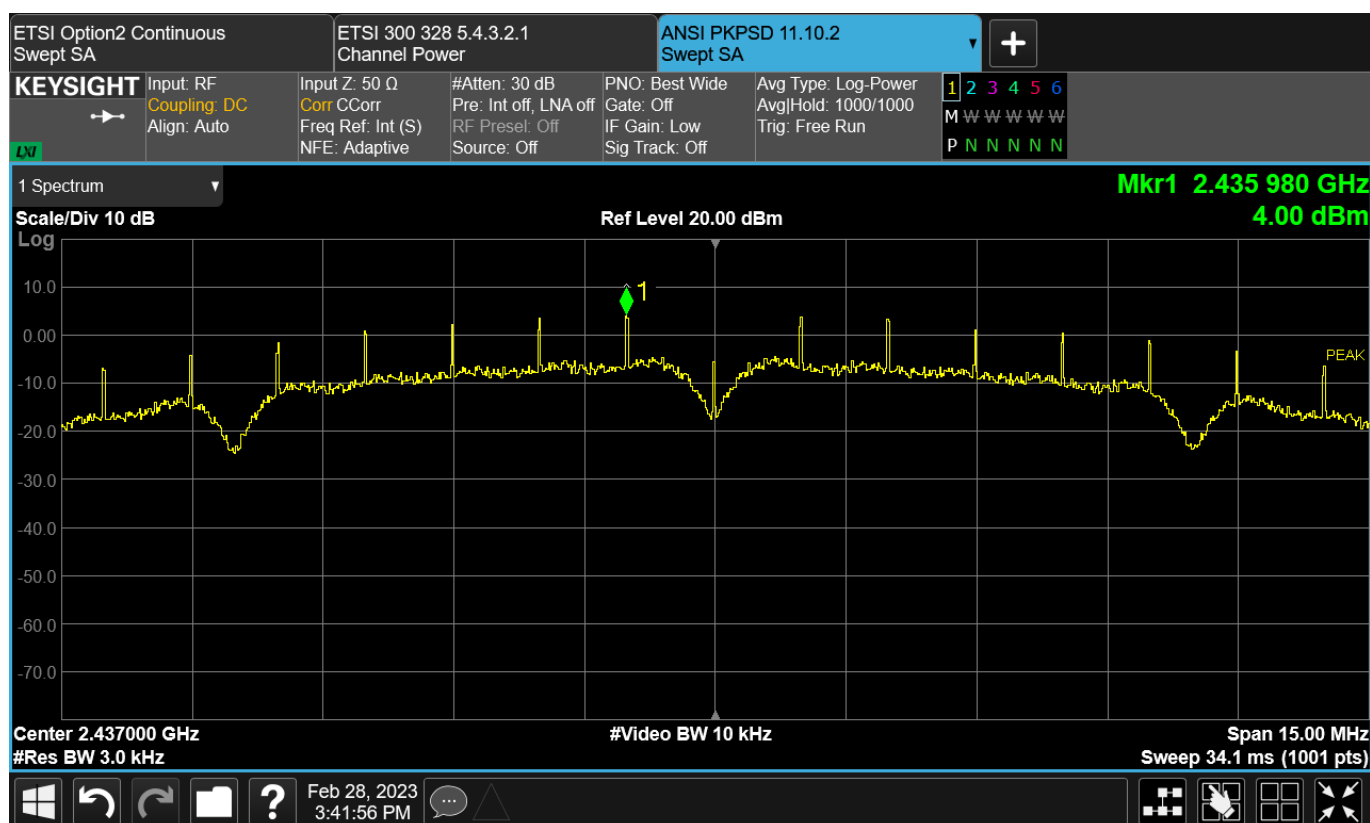 ETSI Option2 Continuous
Swept SA
ETSI 300 328 5.4.3.2.1
Channel Power
ANSI PKPSD 11.10.2
Swept SA
KEYSIGHT
LXI
Input: RF
Coupling: DC
Align: Auto
Input Z: 50 Ω
Corr CCorr
Freq Ref: Int (S)
NFE: Adaptive
#Atten: 30 dB
Pre: Int off, LNA off
RF Presel: Off
Source: Off
PNO: Best Wide
Gate: Off
IF Gain: Low
Sig Track: Off
Avg Type: Log-Power
Avg|Hold: 1000/1000
Trig: Free Run
1 2 3 4 5 6
M W W W W W
P N N N N N
1 Spectrum
Mkr1 2.435 980 GHz
4.00 dBm
Scale/Div 10 dB
Ref Level 20.00 dBm
Log
10.0
0.00
-10.0
-20.0
-30.0
-40.0
-50.0
-60.0
-70.0
1
PEAK
Center 2.437000 GHz
#Video BW 10 kHz
Span 15.00 MHz
#Res BW 3.0 kHz
Sweep 34.1 ms (1001 pts)
Feb 28, 2023
3:41:56 PM